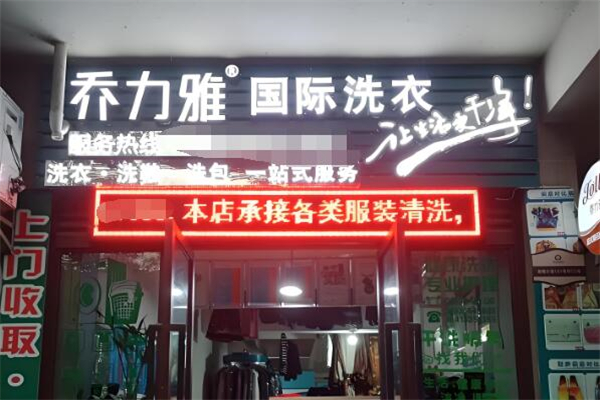 乔力雅® 国际洗衣
让生活更干净！
服务热线
洗衣 洗鞋 洗包 一站式服务
本店承接各类服装清洗，
上门收取·